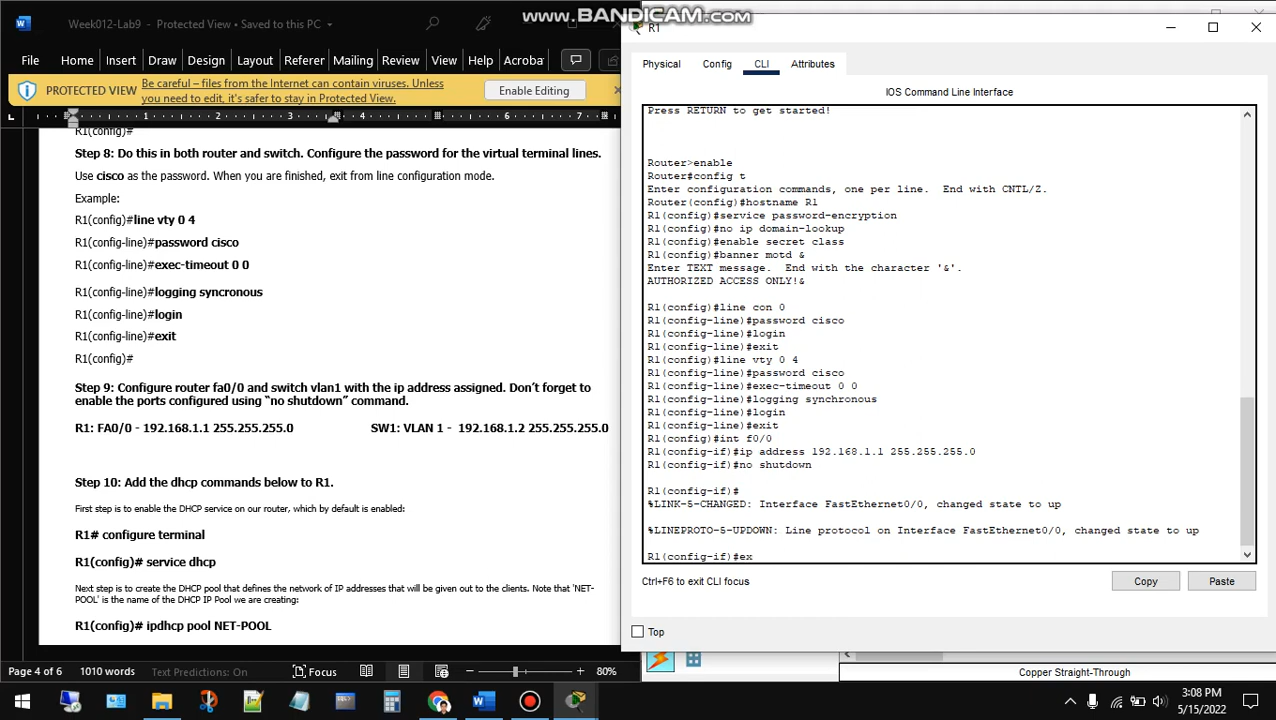 Week012-Lab9 - Protected View • Saved to this PC
www.BANDICAM.com
R1
File Home Insert Draw Design Layout Referer Mailing Review View Help Acroba
PROTECTED VIEW Be careful – files from the Internet can contain viruses. Unless
you need to edit, it's safer to stay in Protected View.
Enable Editing
1 2 3 4 5 6 7
R1(config)#
Step 8: Do this in both router and switch. Configure the password for the virtual terminal lines.
Use cisco as the password. When you are finished, exit from line configuration mode.
Example:
R1(config)#line vty 0 4
R1(config-line)#password cisco
R1(config-line)#exec-timeout 0 0
R1(config-line)#logging syncronous
R1(config-line)#login
R1(config-line)#exit
R1(config)#
Step 9: Configure router fa0/0 and switch vlan1 with the ip address assigned. Don't forget to
enable the ports configured using "no shutdown" command.
R1: FA0/0 - 192.168.1.1 255.255.255.0 SW1: VLAN 1 - 192.168.1.2 255.255.255.0
Step 10: Add the dhcp commands below to R1.
First step is to enable the DHCP service on our router, which by default is enabled:
R1# configure terminal
R1(config)# service dhcp
Next step is to create the DHCP pool that defines the network of IP addresses that will be given out to the clients. Note that 'NET-
POOL' is the name of the DHCP IP Pool we are creating:
R1(config)# ipdhcp pool NET-POOL
Page 4 of 6 1010 words Text Predictions: On Focus 80%
Physical Config CLI Attributes
IOS Command Line Interface
Press RETURN to get started!
Router>enable
Router#config t
Enter configuration commands, one per line. End with CNTL/Z.
Router(config)#hostname R1
R1(config)#service password-encryption
R1(config)#no ip domain-lookup
R1(config)#enable secret class
R1(config)#banner motd &
Enter TEXT message. End with the character '&'.
AUTHORIZED ACCESS ONLY!&
R1(config)#line con 0
R1(config-line)#password cisco
R1(config-line)#login
R1(config-line)#exit
R1(config)#line vty 0 4
R1(config-line)#password cisco
R1(config-line)#exec-timeout 0 0
R1(config-line)#logging synchronous
R1(config-line)#login
R1(config-line)#exit
R1(config)#int f0/0
R1(config-if)#ip address 192.168.1.1 255.255.255.0
R1(config-if)#no shutdown
R1(config-if)#
%LINK-5-CHANGED: Interface FastEthernet0/0, changed state to up
%LINEPROTO-5-UPDOWN: Line protocol on Interface FastEthernet0/0, changed state to up
R1(config-if)#ex
Ctrl+F6 to exit CLI focus
Copy Paste
Top
Copper Straight-Through
3:08 PM
5/15/2022